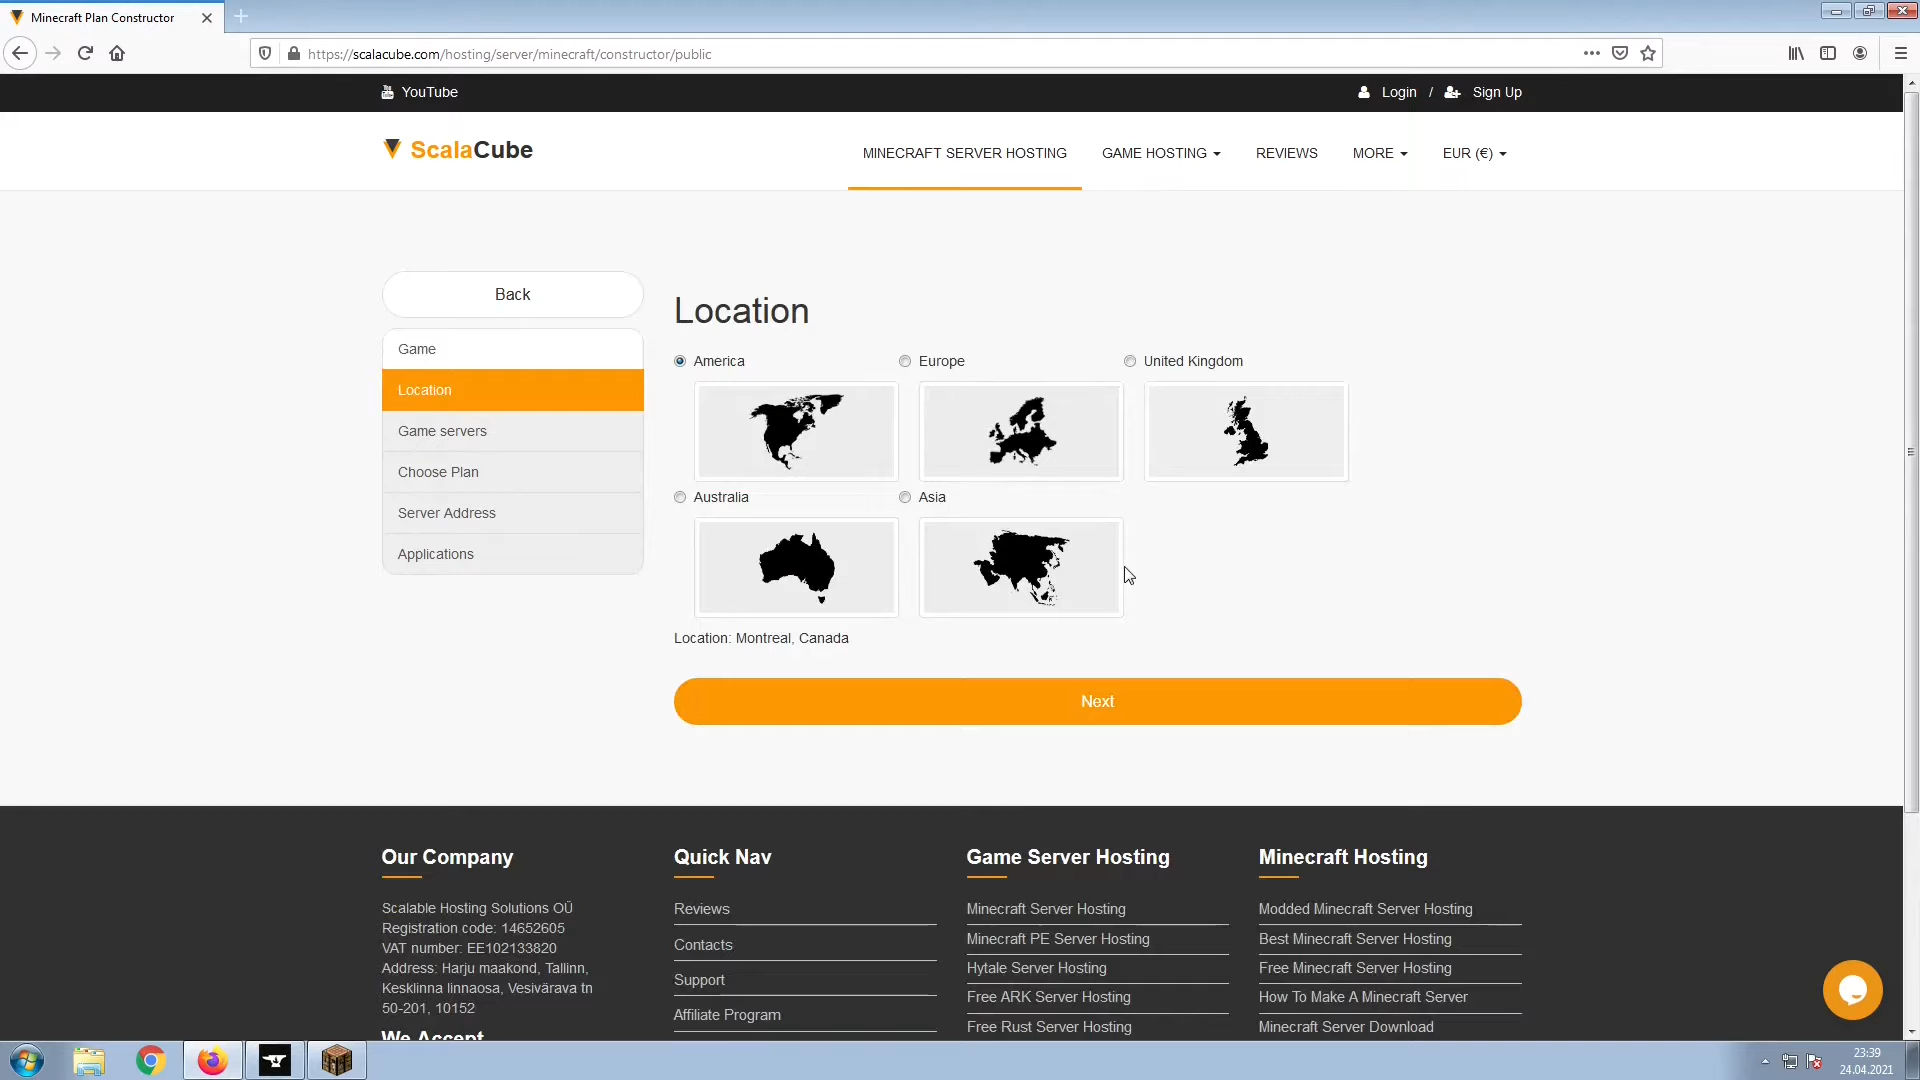 Minecraft Plan Constructor
https://scalacube.com/hosting/server/minecraft/constructor/public
YouTube
Login / Sign Up
ScalaCube
MINECRAFT SERVER HOSTING
GAME HOSTING
REVIEWS
MORE
EUR (€)
Back
Game
Location
Game servers
Choose Plan
Server Address
Applications
Location
America
Europe
United Kingdom
Australia
Asia
Location: Montreal, Canada
Next
Our Company
Scalable Hosting Solutions OÜ
Registration code: 14652605
VAT number: EE102133820
Address: Harju maakond, Tallinn,
Kesklinna linnaosa, Vesivärava tn
50-201, 10152
We Accept
Quick Nav
Reviews
Contacts
Support
Affiliate Program
Game Server Hosting
Minecraft Server Hosting
Minecraft PE Server Hosting
Hytale Server Hosting
Free ARK Server Hosting
Free Rust Server Hosting
Minecraft Hosting
Modded Minecraft Server Hosting
Best Minecraft Server Hosting
Free Minecraft Server Hosting
How To Make A Minecraft Server
Minecraft Server Download
23:39
24.04.2021